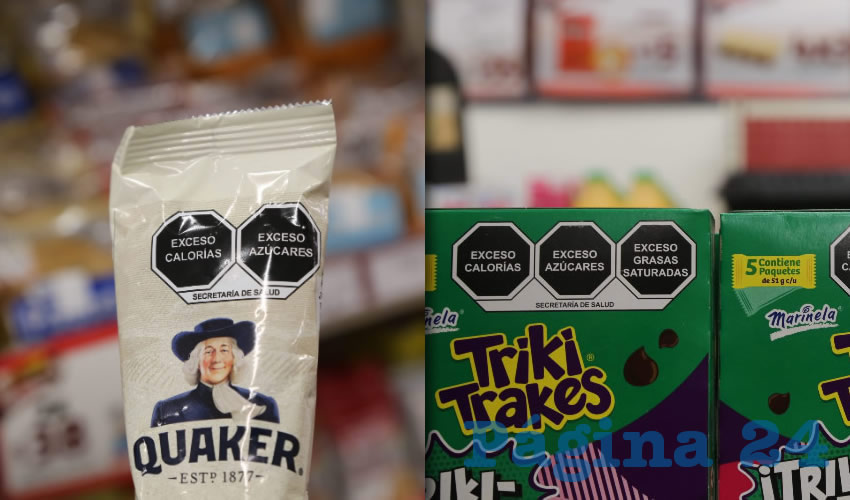 EXCESO
CALORÍAS
EXCESO
AZÚCARES
SECRETARÍA DE SALUD
QUAKER
ESTD 1877
EXCESO
CALORÍAS
EXCESO
AZÚCARES
EXCESO
GRASAS
SATURADAS
SECRETARÍA DE SALUD
Triki
Trakes
5 Contiene
Paquetes
de 51 g c/u
Marinela
¡TRIKI-
Página 24